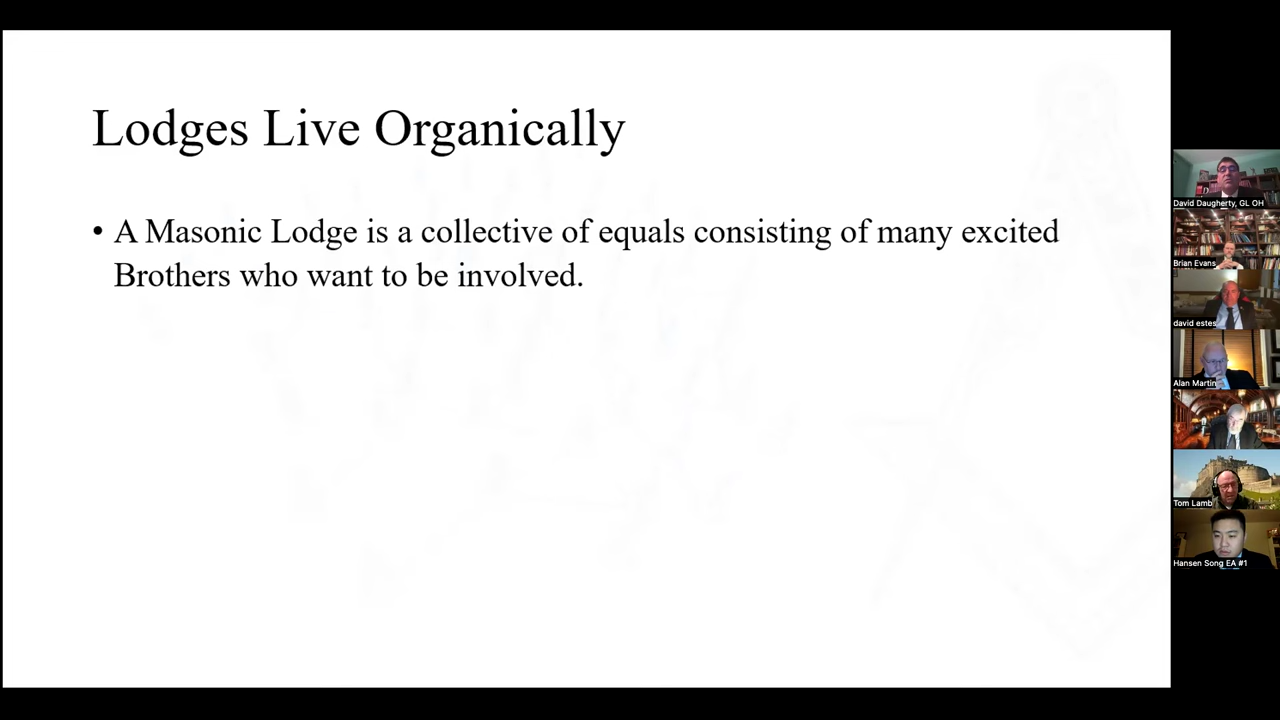 Lodges Live Organically
• A Masonic Lodge is a collective of equals consisting of many excited
Brothers who want to be involved.
David Daugherty, GL OH
Brian Evans
david estes
Alan Martin
Tom Lamb
Hansen Song EA #1